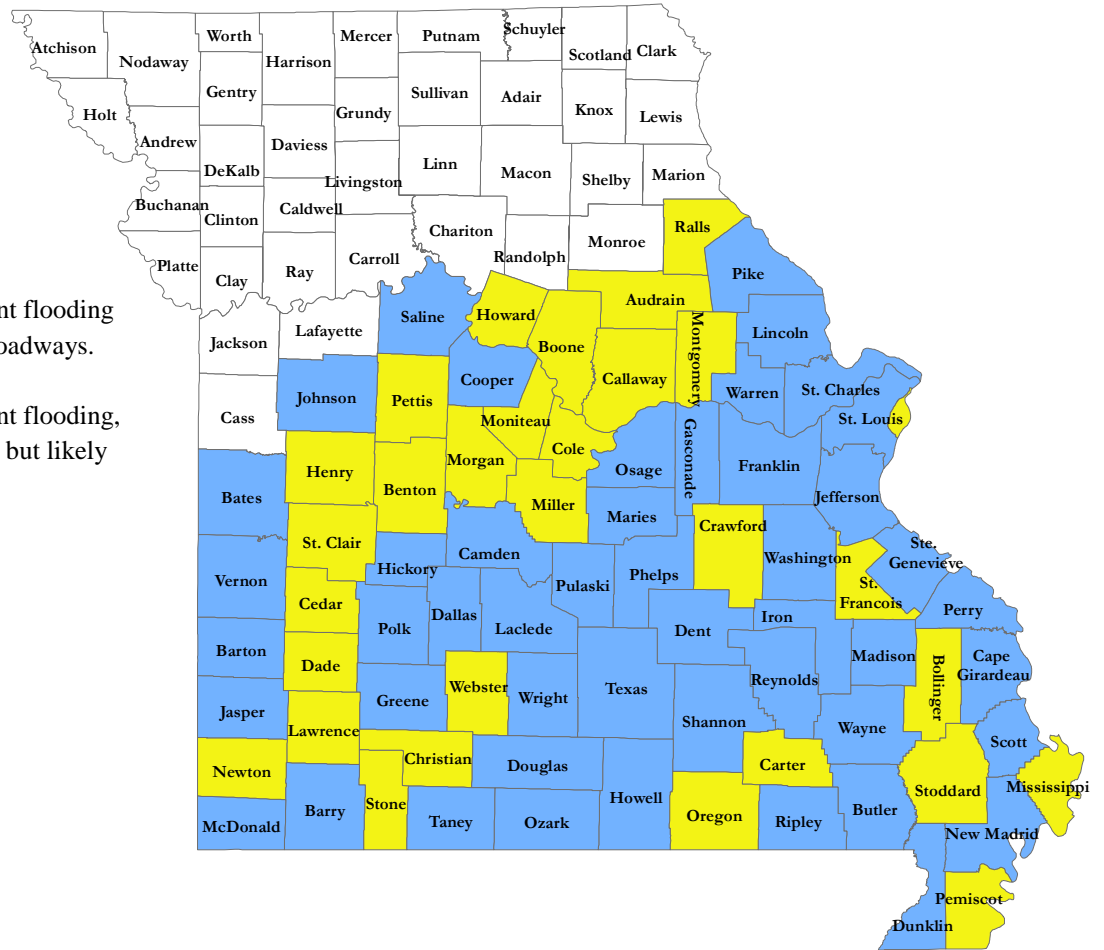 nt flooding
oadways.
nt flooding,
but likely
Atchison
Nodaway
Worth
Harrison
Mercer
Putnam
Schuyler
Scotland
Clark
Holt
Gentry
Grundy
Sullivan
Adair
Knox
Lewis
Andrew
DeKalb
Daviess
Livingston
Linn
Macon
Shelby
Marion
Buchanan
Clinton
Caldwell
Chariton
Randolph
Monroe
Ralls
Platte
Clay
Ray
Carroll
Pike
Jackson
Lafayette
Saline
Howard
Boone
Audrain
Montgomery
Lincoln
Cass
Johnson
Pettis
Cooper
Moniteau
Callaway
Warren
St. Charles
St. Louis
Bates
Henry
Benton
Morgan
Cole
Miller
Osage
Gasconade
Franklin
Jefferson
Maries
Vernon
St. Clair
Hickory
Camden
Pulaski
Phelps
Crawford
Washington
Ste.
Genevieve
St.
Francois
Perry
Cedar
Polk
Dallas
Laclede
Dent
Iron
Barton
Dade
Madison
Bollinger
Cape
Girardeau
Jasper
Greene
Webster
Wright
Texas
Reynolds
Shannon
Wayne
Scott
Lawrence
Newton
Christian
Douglas
Carter
Stoddard
Mississippi
McDonald
Barry
Stone
Taney
Ozark
Howell
Oregon
Ripley
Butler
New Madrid
Pemiscot
Dunklin